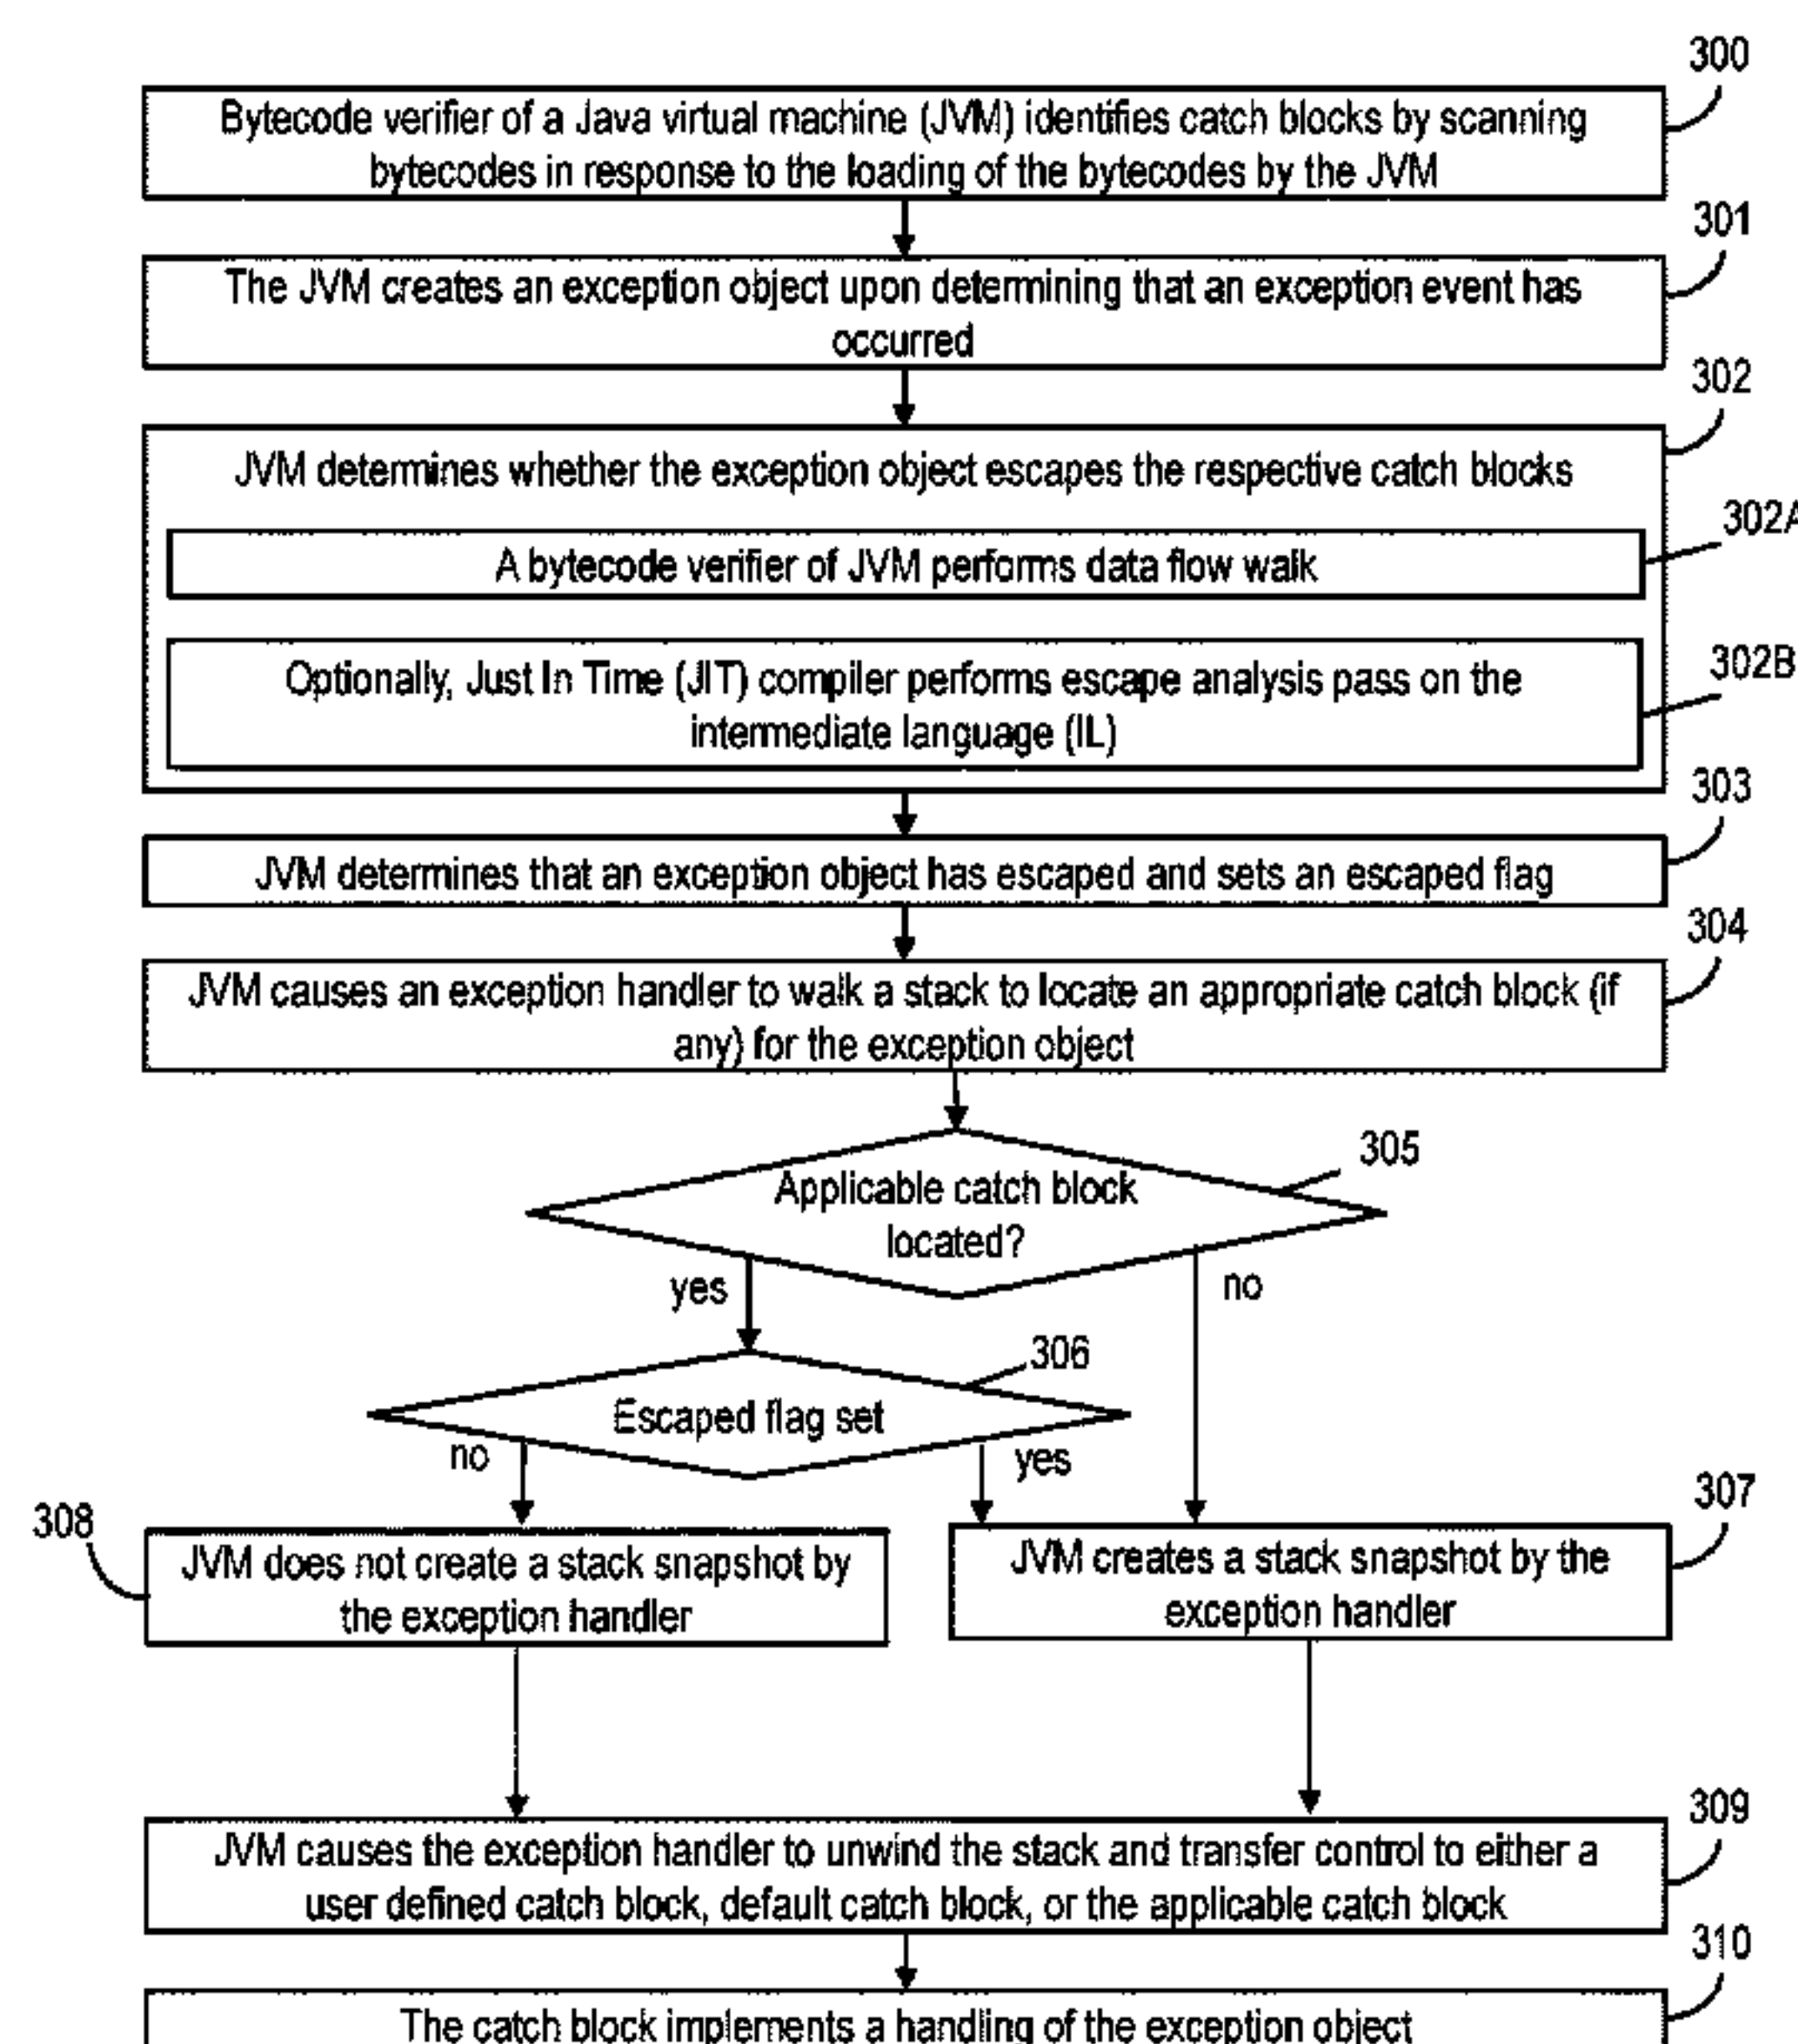 300
Bytecode verifier of a Java virtual machine (JVM) identifies catch blocks by scanning
bytecodes in response to the loading of the bytecodes by the JVM
301
The JVM creates an exception object upon determining that an exception event has
occurred
302
JVM determines whether the exception object escapes the respective catch blocks
302A
A bytecode verifier of JVM performs data flow walk
302B
Optionally, Just In Time (JIT) compiler performs escape analysis pass on the
intermediate language (IL)
303
JVM determines that an exception object has escaped and sets an escaped flag
304
JVM causes an exception handler to walk a stack to locate an appropriate catch block (if
any) for the exception object
305
Applicable catch block
located?
yes
no
306
Escaped flag set
no
yes
308
307
JVM does not create a stack snapshot by
the exception handler
JVM creates a stack snapshot by the
exception handler
309
JVM causes the exception handler to unwind the stack and transfer control to either a
user defined catch block, default catch block, or the applicable catch block
310
The catch block implements a handling of the exception object